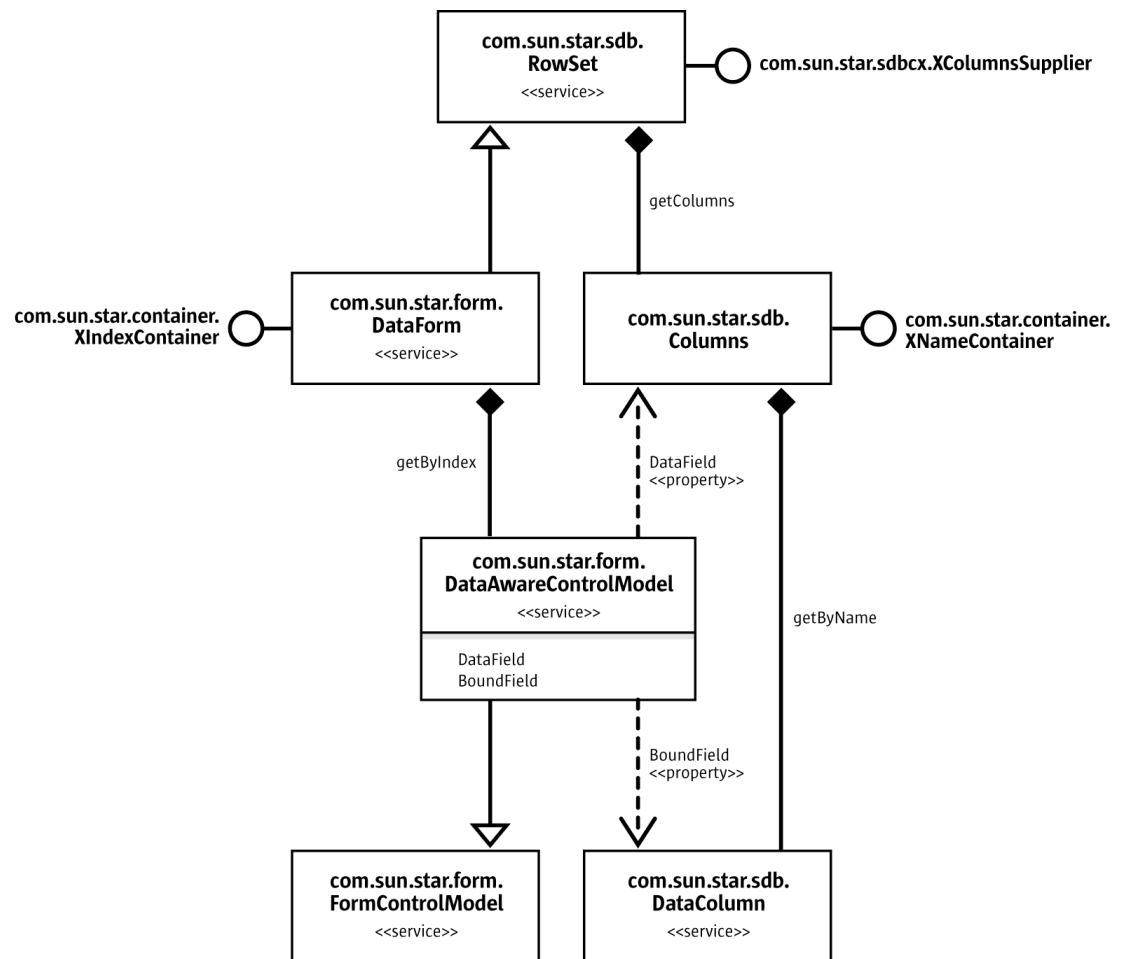 com.sun.star.sdb.
RowSet
<<service>>
com.sun.star.sdbcx.XColumnsSupplier
getColumns
com.sun.star.container.
XIndexContainer
com.sun.star.form.
DataForm
<<service>>
com.sun.star.sdb.
Columns
com.sun.star.container.
XNameContainer
getByIndex
DataField
<<property>>
com.sun.star.form.
DataAwareControlModel
<<service>>
DataField
BoundField
getByName
BoundField
<<property>>
com.sun.star.form.
FormControlModel
<<service>>
com.sun.star.sdb.
DataColumn
<<service>>